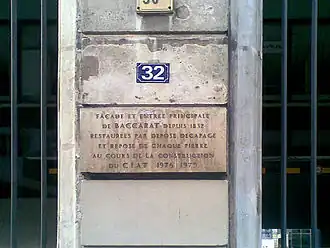 32
FAÇADE ET ENTRÉE PRINCIPALE
DE BACCARAT DEPUIS 1832
RESTAURÉES PAR DÉPOSE DÉCAPAGE
ET REPOSE DE CHAQUE PIERRE
AU COURS DE LA CONSTRUCTION
DU C.I.A.T 1976 1979